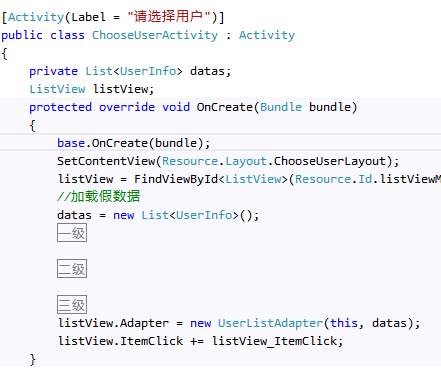 [Activity(Label = "请选择用户")]
public class ChooseUserActivity : Activity
{
private List<UserInfo> datas;
ListView listView;
protected override void OnCreate(Bundle bundle)
{
base.OnCreate(bundle);
SetContentView(Resource.Layout.ChooseUserLayout);
listView = FindViewById<ListView>(Resource.Id.listViewM
//加载假数据
datas = new List<UserInfo>();
一级
二级
三级
listView.Adapter = new UserListAdapter(this, datas);
listView.ItemClick += listView_ItemClick;
}